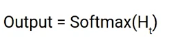 Output = Softmax(Hₜ)